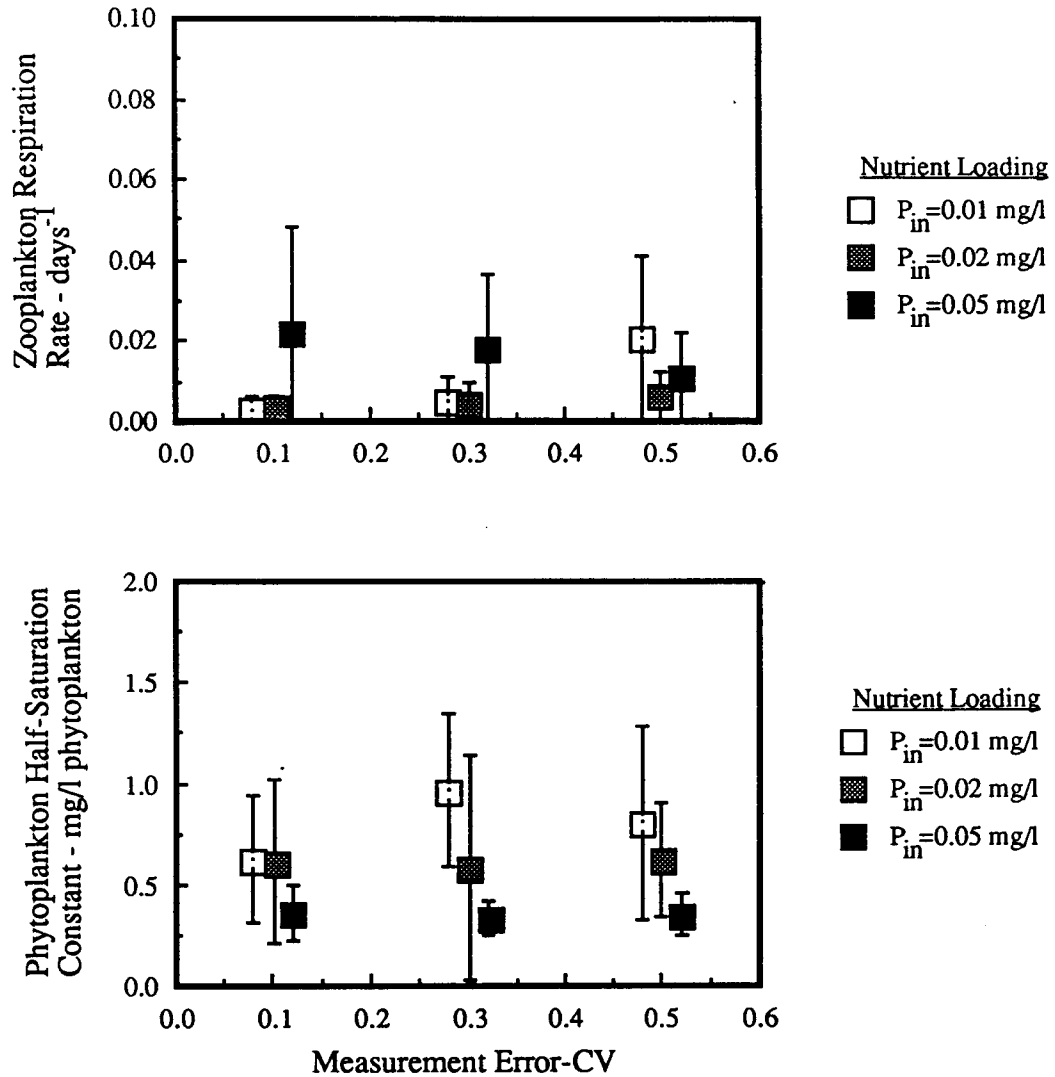 Zooplankton Respiration
Rate - days-1
0.10
0.08
0.06
0.04
0.02
0.00
0.0 0.1 0.2 0.3 0.4 0.5 0.6
Nutrient Loading
Pin=0.01 mg/l
Pin=0.02 mg/l
Pin=0.05 mg/l
Phytoplankton Half-Saturation
Constant - mg/l phytoplankton
2.0
1.5
1.0
0.5
0.0
0.0 0.1 0.2 0.3 0.4 0.5 0.6
Measurement Error-CV
Nutrient Loading
Pin=0.01 mg/l
Pin=0.02 mg/l
Pin=0.05 mg/l